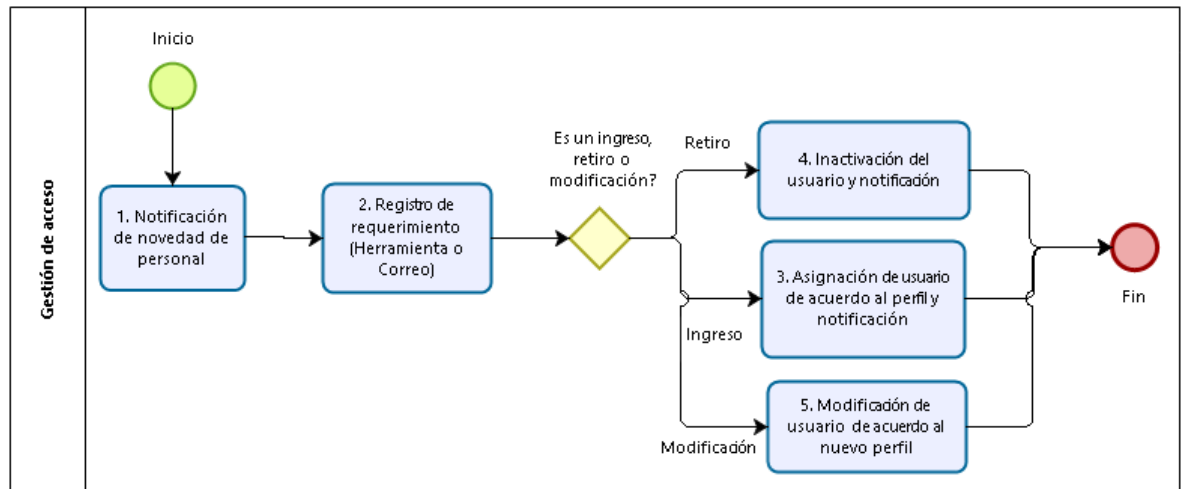 Gestión de acceso
Inicio
1. Notificación
de novedad de
personal
2. Registro de
requerimiento
(Herramienta o
Correo)
Es un ingreso,
retiro o
modificación?
Retiro
4. Inactivación del
usuario y notificación
Ingreso
3. Asignación de usuario
de acuerdo al perfil y
notificación
Modificación
5. Modificación de
usuario de acuerdo al
nuevo perfil
Fin